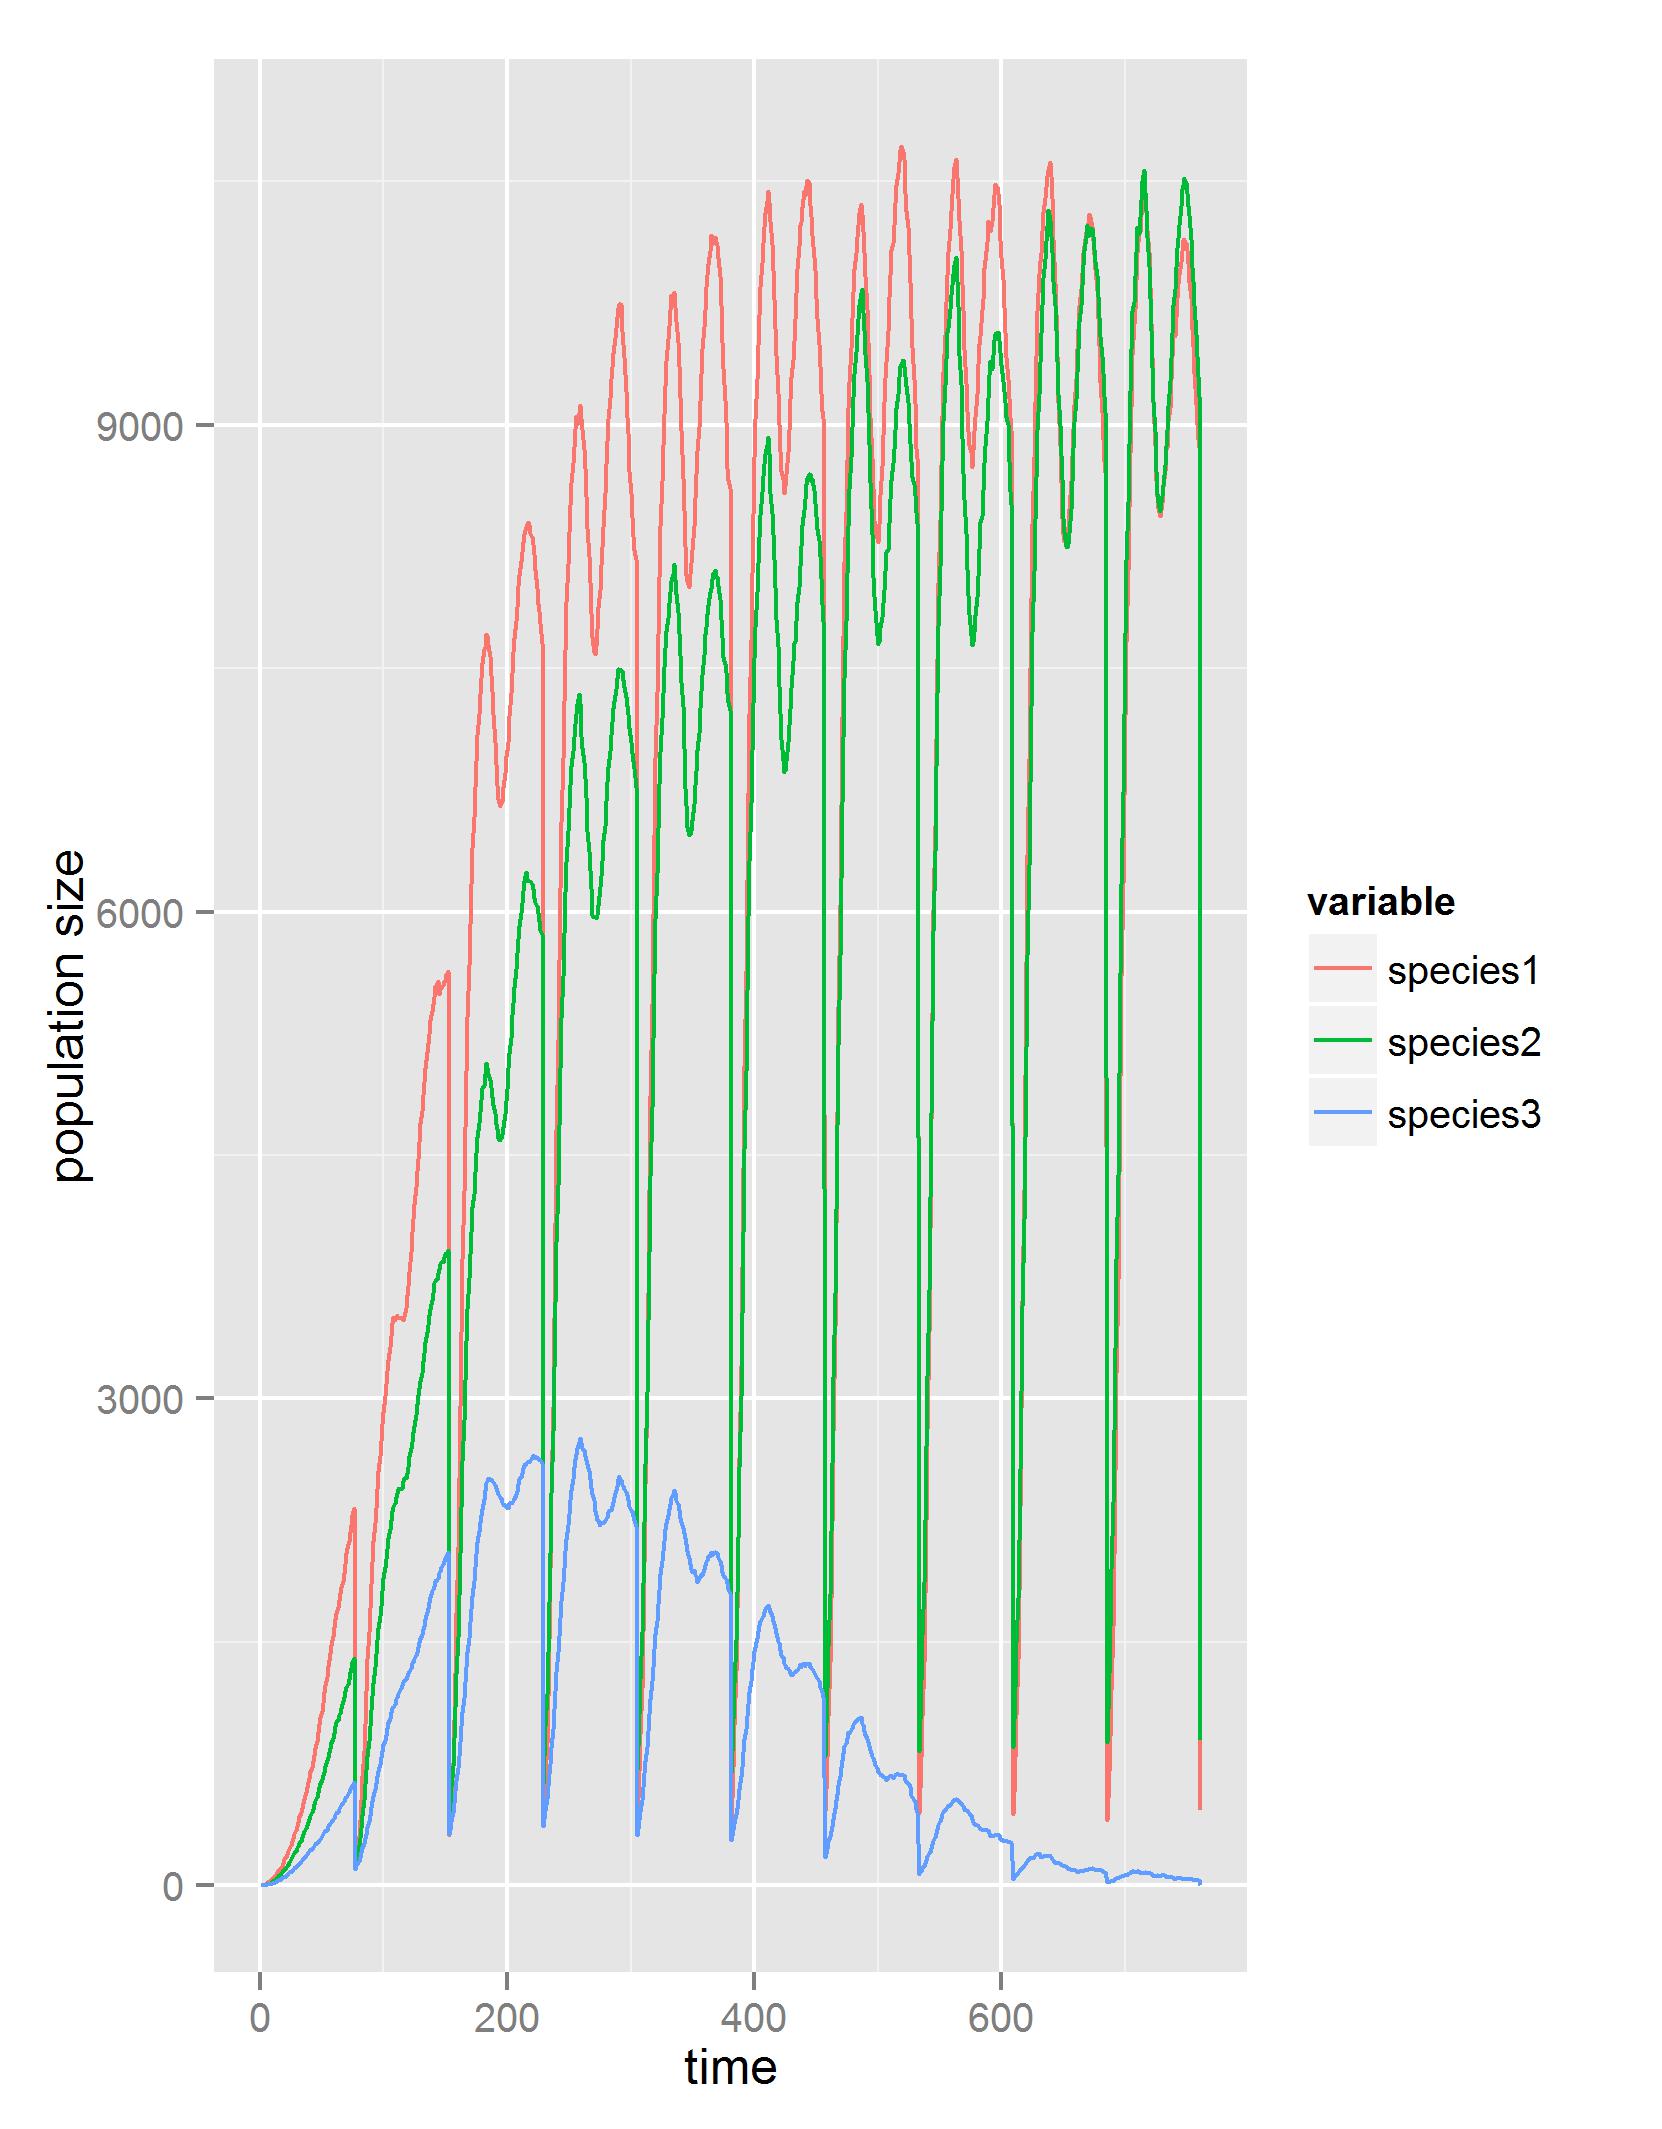 population size
9000
6000
3000
0
0 200 400 600
time
variable
species1
species2
species3